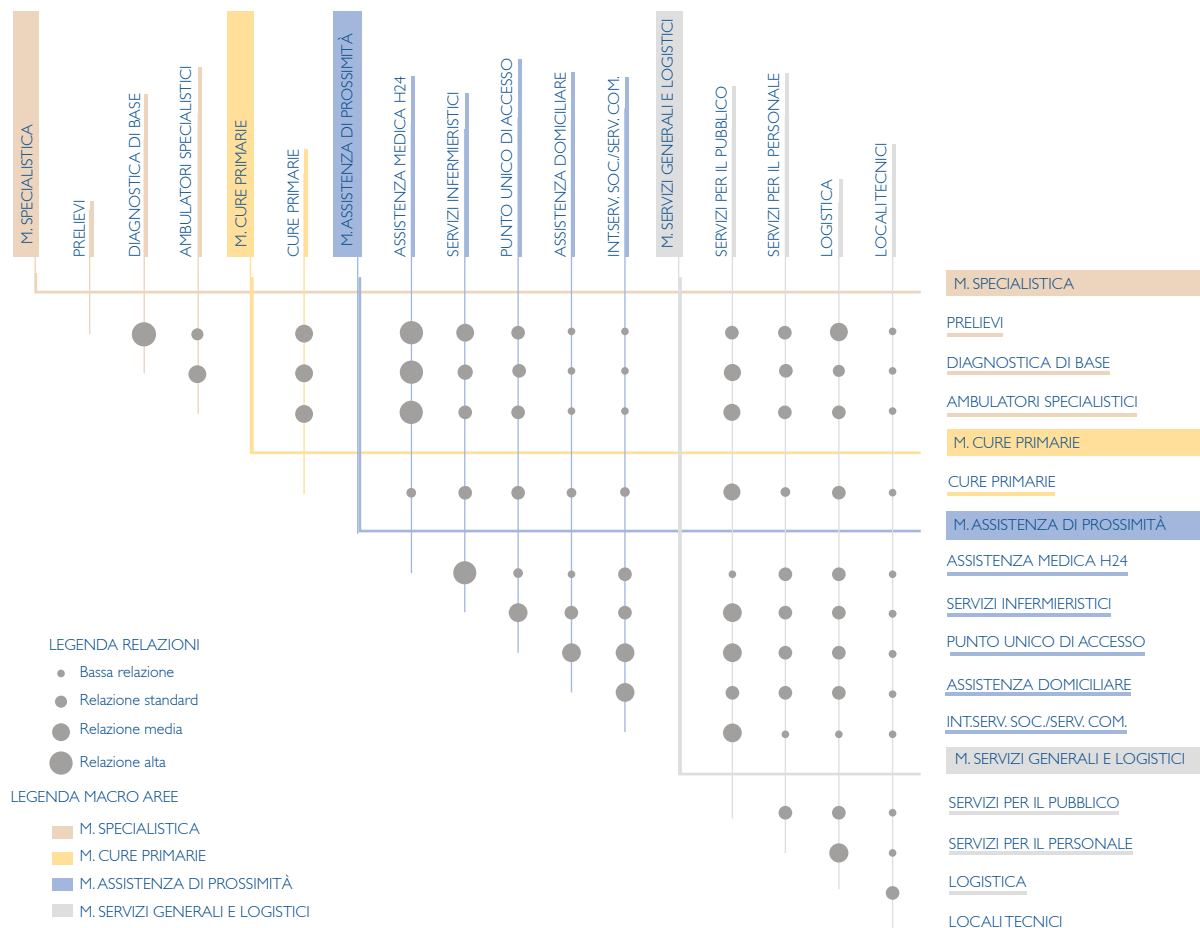 M. SPECIALISTICA
PRELIEVI
DIAGNOSTICA DI BASE
AMBULATORI SPECIALISTICI
M. CURE PRIMARIE
CURE PRIMARIE
M. ASSISTENZA DI PROSSIMITÀ
ASSISTENZA MEDICA H24
SERVIZI INFERMIERISTICI
PUNTO UNICO DI ACCESSO
ASSISTENZA DOMICILIARE
INT.SERV. SOC./SERV. COM.
M. SERVIZI GENERALI E LOGISTICI
SERVIZI PER IL PUBBLICO
SERVIZI PER IL PERSONALE
LOGISTICA
LOCALI TECNICI
M. SPECIALISTICA
PRELIEVI
DIAGNOSTICA DI BASE
AMBULATORI SPECIALISTICI
M. CURE PRIMARIE
CURE PRIMARIE
M. ASSISTENZA DI PROSSIMITÀ
ASSISTENZA MEDICA H24
SERVIZI INFERMIERISTICI
PUNTO UNICO DI ACCESSO
ASSISTENZA DOMICILIARE
INT.SERV. SOC./SERV. COM.
M. SERVIZI GENERALI E LOGISTICI
SERVIZI PER IL PUBBLICO
SERVIZI PER IL PERSONALE
LOGISTICA
LOCALI TECNICI
LEGENDA RELAZIONI
Bassa relazione
Relazione standard
Relazione media
Relazione alta
LEGENDA MACRO AREE
M. SPECIALISTICA
M. CURE PRIMARIE
M. ASSISTENZA DI PROSSIMITÀ
M. SERVIZI GENERALI E LOGISTICI